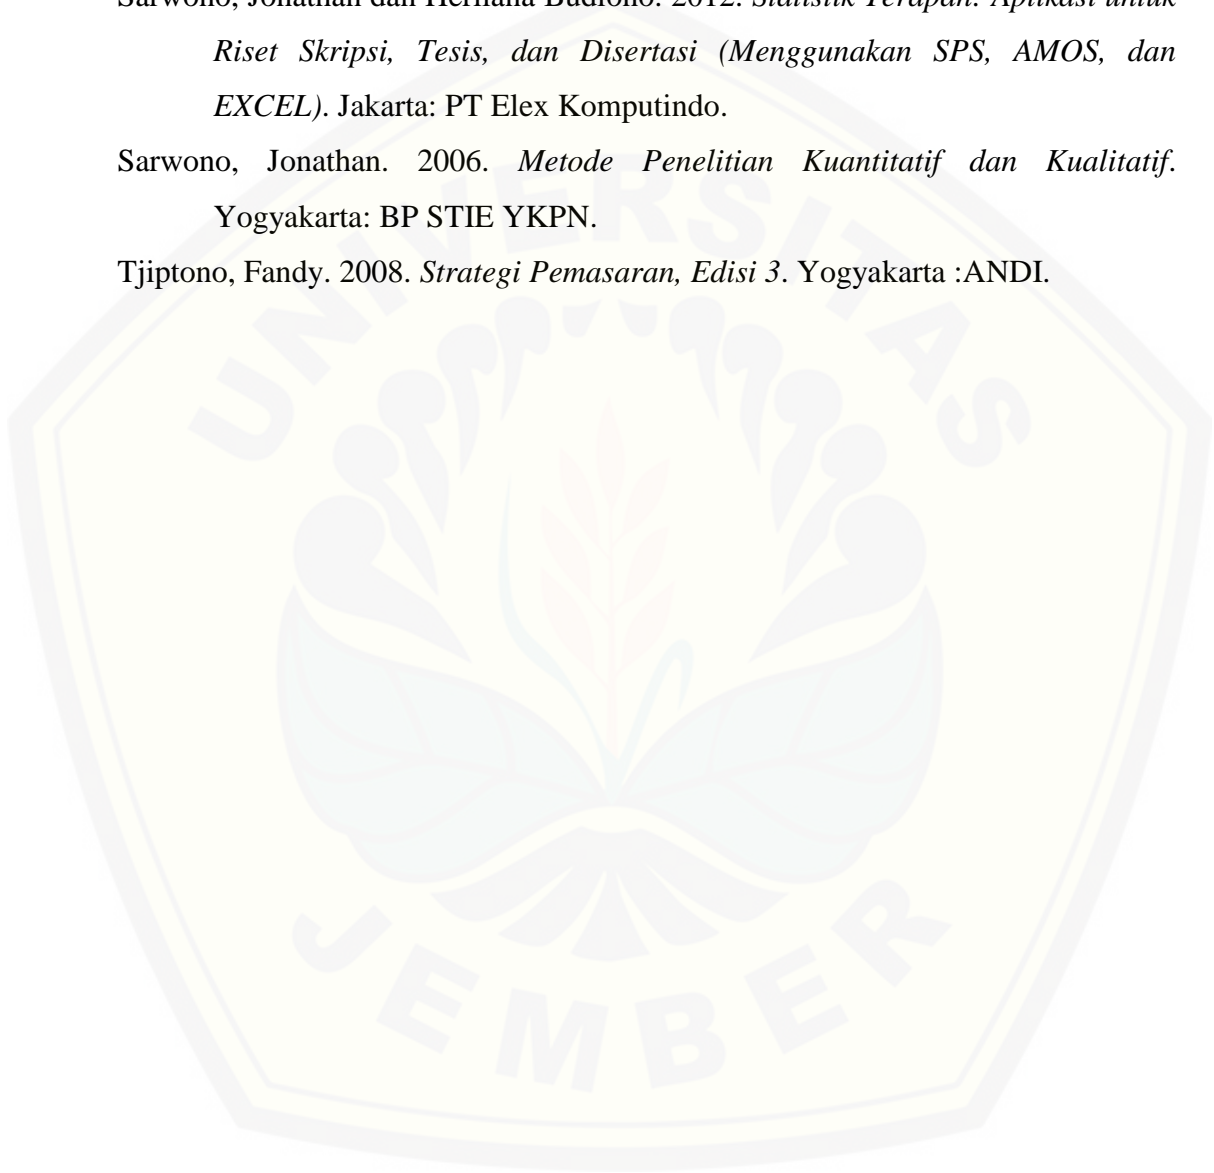 Sarwono, Jonathan dan Herliana Budiono. 2012. Statistik Terapan: Aplikasi untuk
Riset Skripsi, Tesis, dan Disertasi (Menggunakan SPS, AMOS, dan
EXCEL). Jakarta: PT Elex Komputindo.
Sarwono, Jonathan. 2006. Metode Penelitian Kuantitatif dan Kualitatif.
Yogyakarta: BP STIE YKPN.
Tjiptono, Fandy. 2008. Strategi Pemasaran, Edisi 3. Yogyakarta :ANDI.
UNIVERSITAS
JEMBER